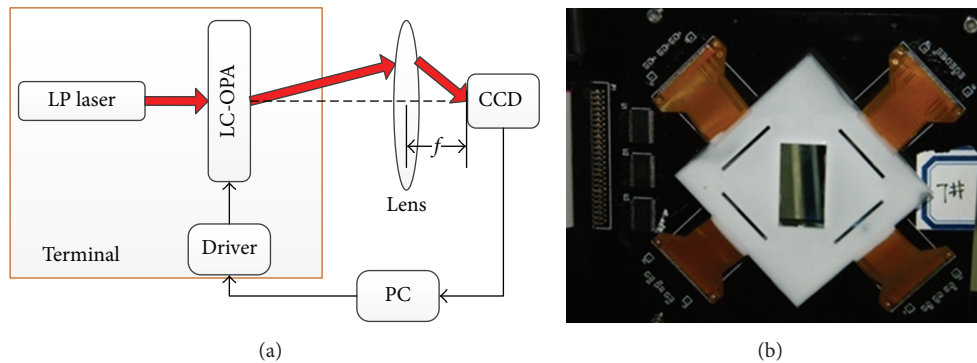 LP laser
LC-OPA
Lens
f
CCD
Driver
Terminal
PC
(a)
7#
(b)